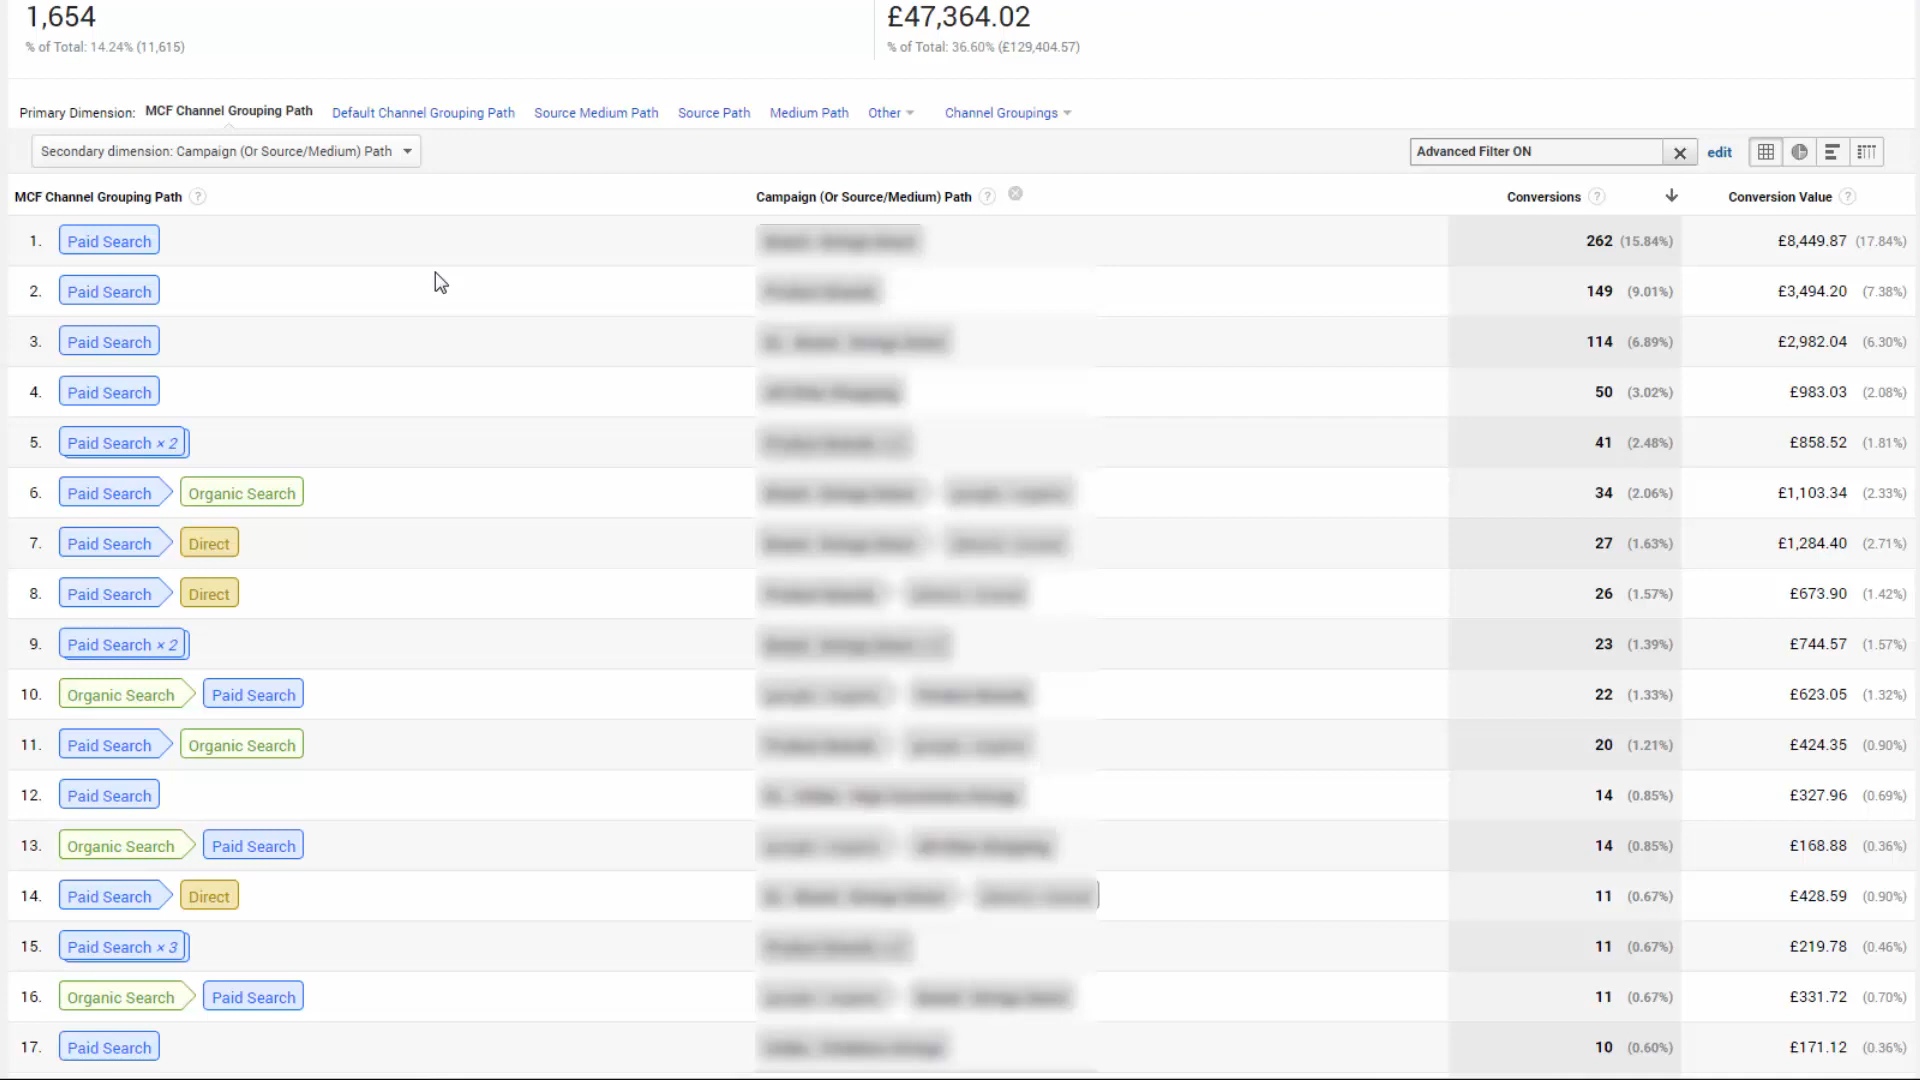 1,654
% of Total: 14.24% (11,615)
£47,364.02
% of Total: 36.60% (£129,404.57)
Primary Dimension: MCF Channel Grouping Path Default Channel Grouping Path Source Medium Path Source Path Medium Path Other Channel Groupings
Secondary dimension: Campaign (Or Source/Medium) Path
Advanced Filter ON
edit
MCF Channel Grouping Path Campaign (Or Source/Medium) Path Conversions Conversion Value
1. Paid Search 262 (15.84%) £8,449.87 (17.84%)
2. Paid Search 149 (9.01%) £3,494.20 (7.38%)
3. Paid Search 114 (6.89%) £2,982.04 (6.30%)
4. Paid Search 50 (3.02%) £983.03 (2.08%)
5. Paid Search × 2 41 (2.48%) £858.52 (1.81%)
6. Paid Search Organic Search 34 (2.06%) £1,103.34 (2.33%)
7. Paid Search Direct 27 (1.63%) £1,284.40 (2.71%)
8. Paid Search Direct 26 (1.57%) £673.90 (1.42%)
9. Paid Search × 2 23 (1.39%) £744.57 (1.57%)
10. Organic Search Paid Search 22 (1.33%) £623.05 (1.32%)
11. Paid Search Organic Search 20 (1.21%) £424.35 (0.90%)
12. Paid Search 14 (0.85%) £327.96 (0.69%)
13. Organic Search Paid Search 14 (0.85%) £168.88 (0.36%)
14. Paid Search Direct 11 (0.67%) £428.59 (0.90%)
15. Paid Search × 3 11 (0.67%) £219.78 (0.46%)
16. Organic Search Paid Search 11 (0.67%) £331.72 (0.70%)
17. Paid Search 10 (0.60%) £171.12 (0.36%)